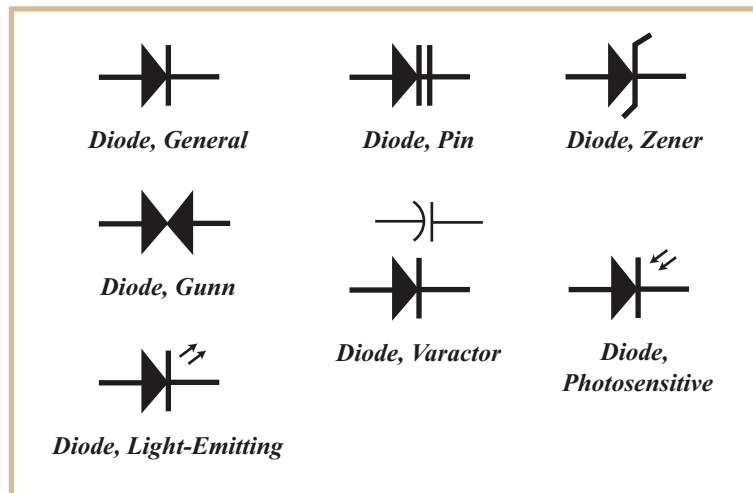 Diode, General
Diode, Pin
Diode, Zener
Diode, Gunn
Diode, Varactor
Diode,
Photosensitive
Diode, Light-Emitting